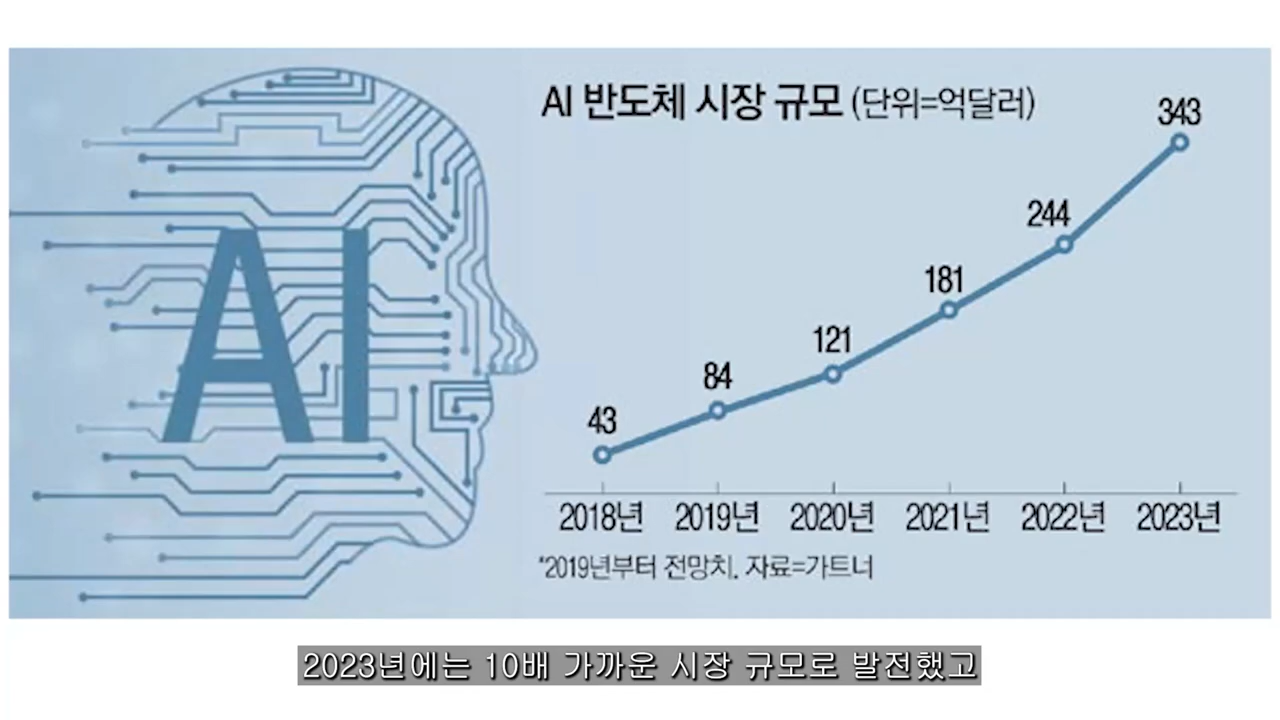 AI
AI 반도체 시장 규모 (단위=억달러)
343
244
181
121
84
43
2018년 2019년 2020년 2021년 2022년 2023년
*2019년부터 전망치. 자료=가트너
2023년에는 10배 가까운 시장 규모로 발전했고